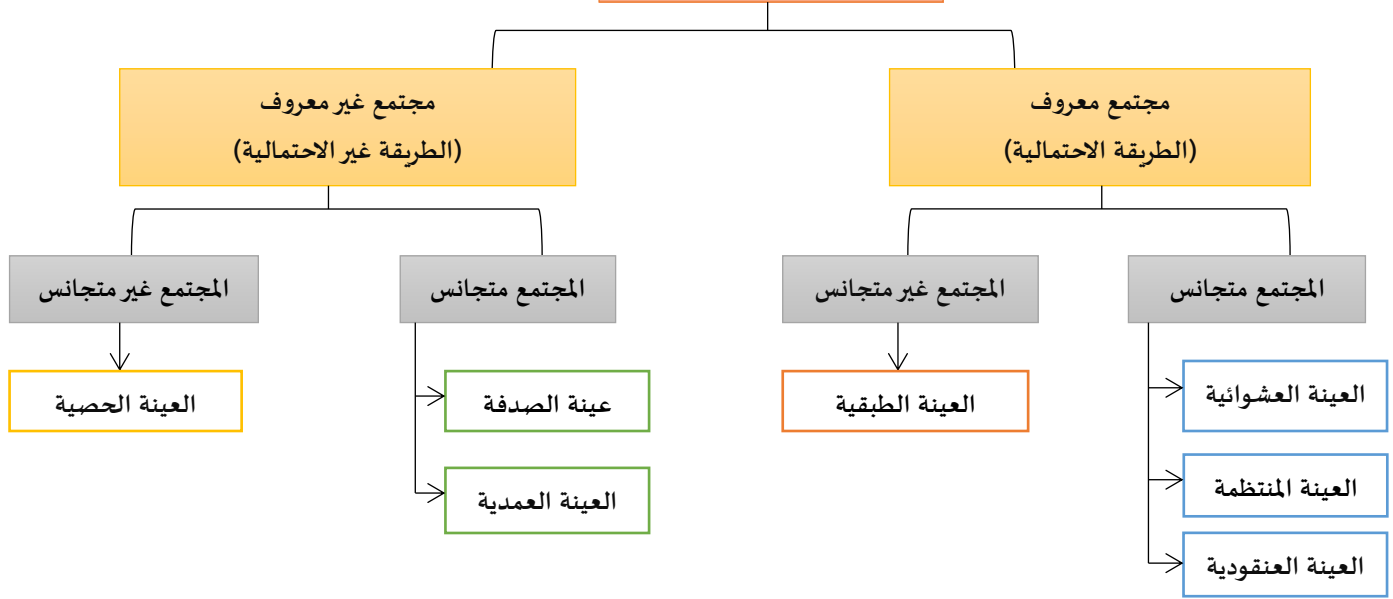 مجتمع معروف
(الطريقة الاحتمالية)
مجتمع غير معروف
(الطريقة غير الاحتمالية)
المجتمع متجانس
المجتمع غير متجانس
المجتمع متجانس
المجتمع غير متجانس
العينة العشوائية
العينة المنتظمة
العينة العنقودية
العينة الطبقية
عينة الصدفة
العينة العمدية
العينة الحصية